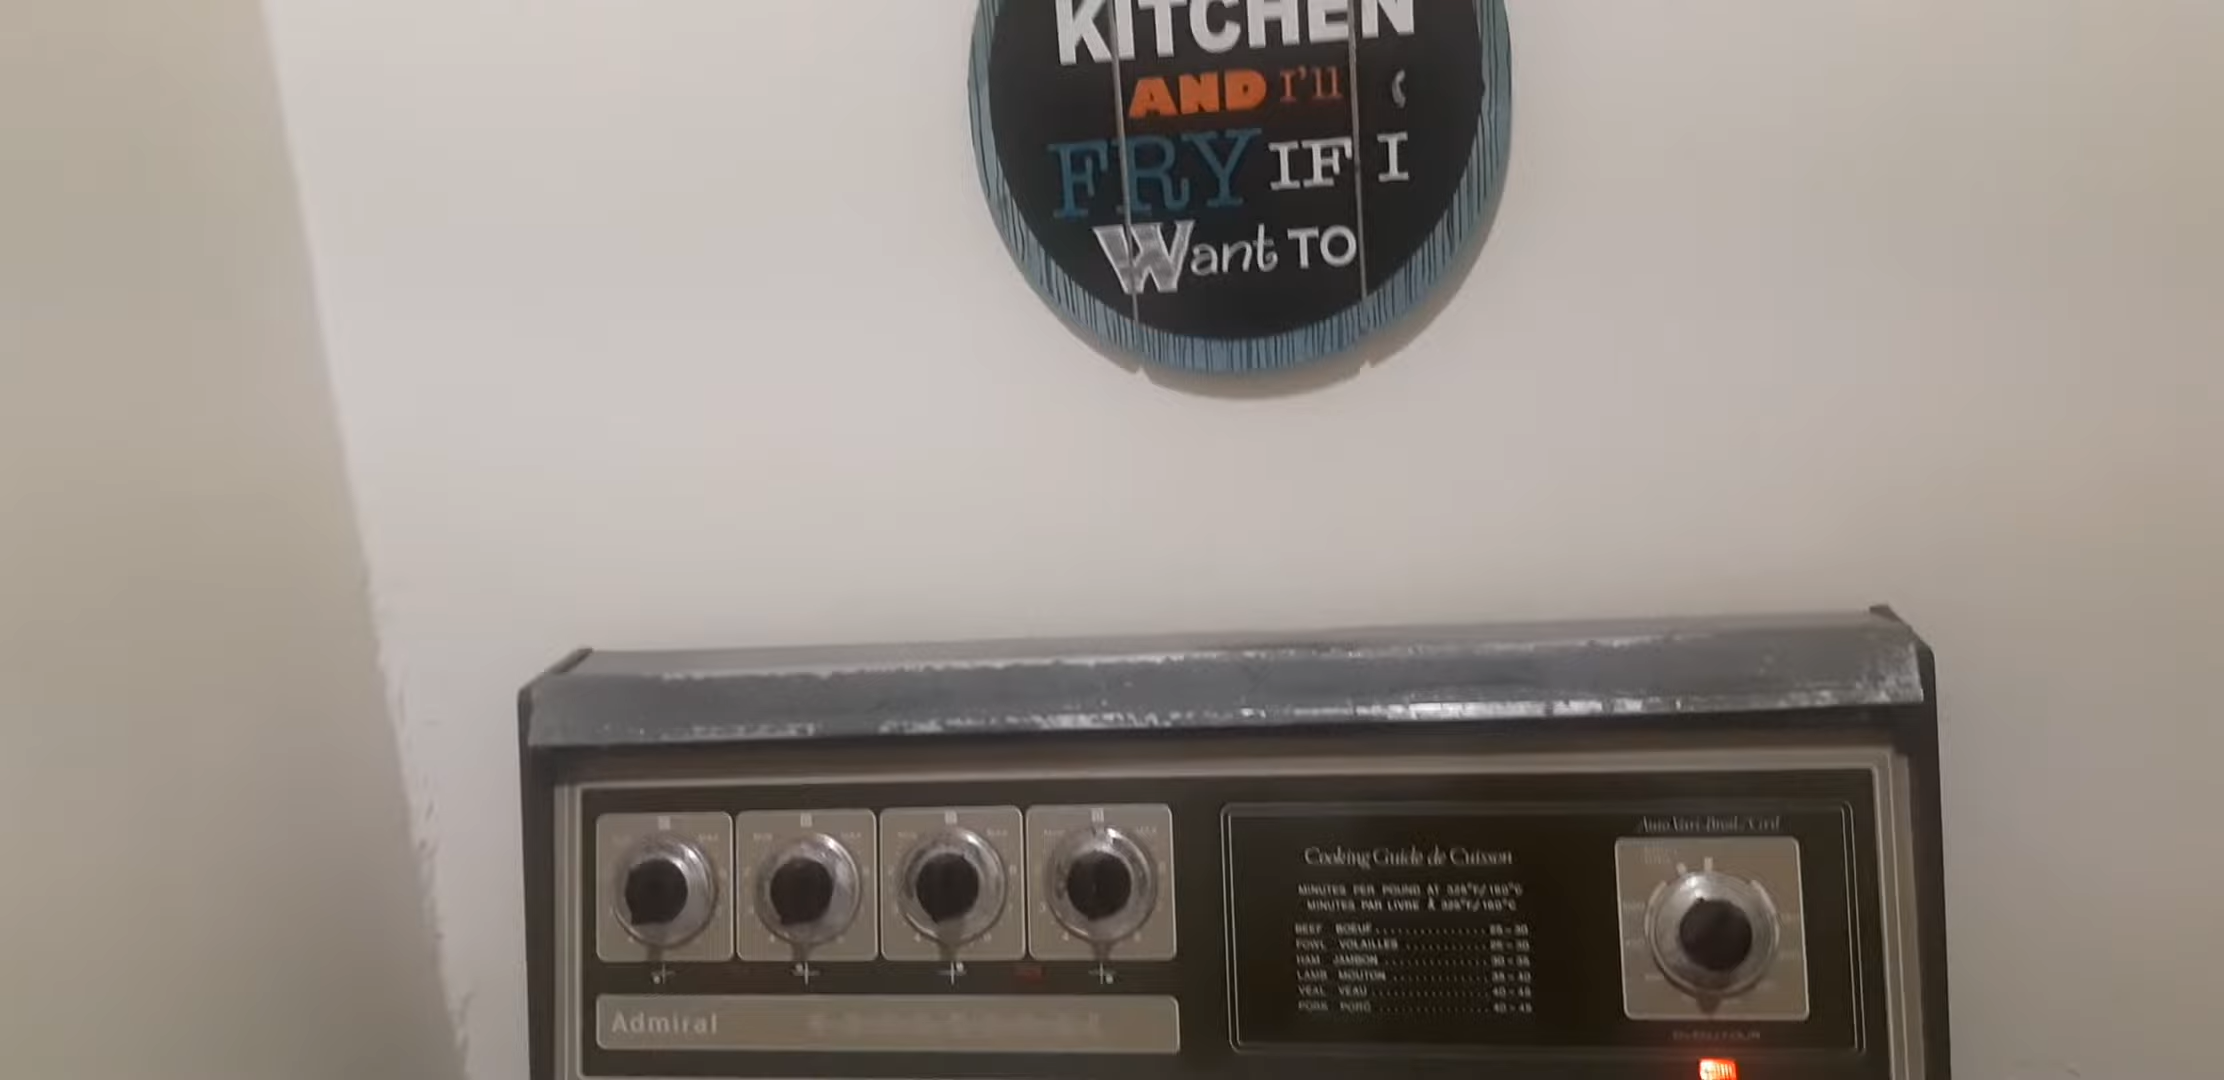 KITCHEN
AND I'll
FRY IF I
Want TO
Cooking Guide de Cuisson
MINUTES PER POUND AT 325°F/160°C
MINUTES PAR LIVRE À 325°F/160°C
BEEF BOEUF 25-30
FOWL VOLAILLES 25-30
HAM JAMBON 30-35
LAMB MOUTON 35-40
VEAL VEAU 40-45
PORK PORC 40-45
Admiral